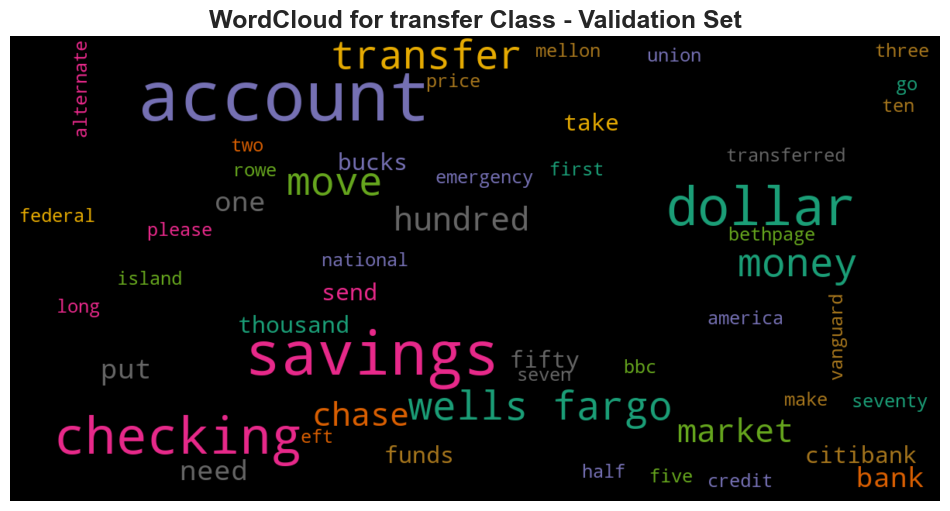 WordCloud for transfer Class - Validation Set
alternate
transfer
mellon
union
three
account
price
go
ten
take
two
bucks
transferred
rowe
move
emergency
first
one
federal
please
hundred
dollar
bethpage
national
money
island
send
long
thousand
america
vanguard
savings
fifty
seven
bbc
put
make
seventy
checking
chase
wells fargo
eft
market
funds
citibank
need
half
five
credit
bank